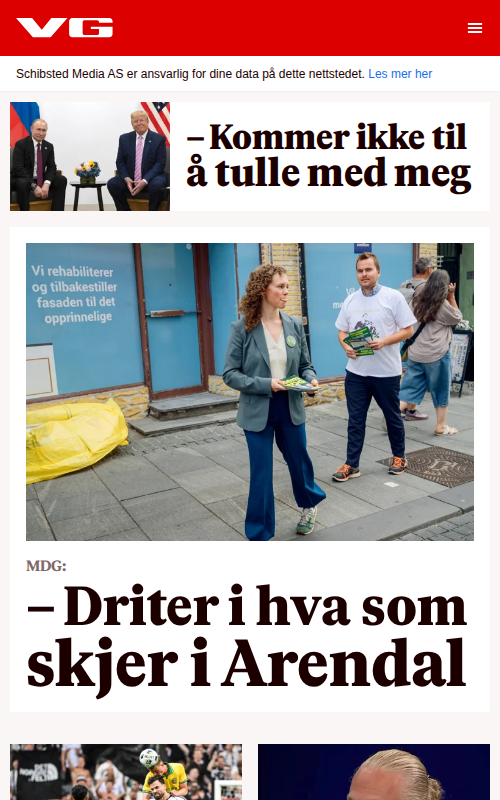 VG
Schibsted Media AS er ansvarlig for dine data på dette nettstedet. Les mer her
– Kommer ikke til
å tulle med meg
Vi rehabiliterer
og tilbakestiller
fasaden til det
opprinnelige
MDG:
– Driter i hva som
skjer i Arendal